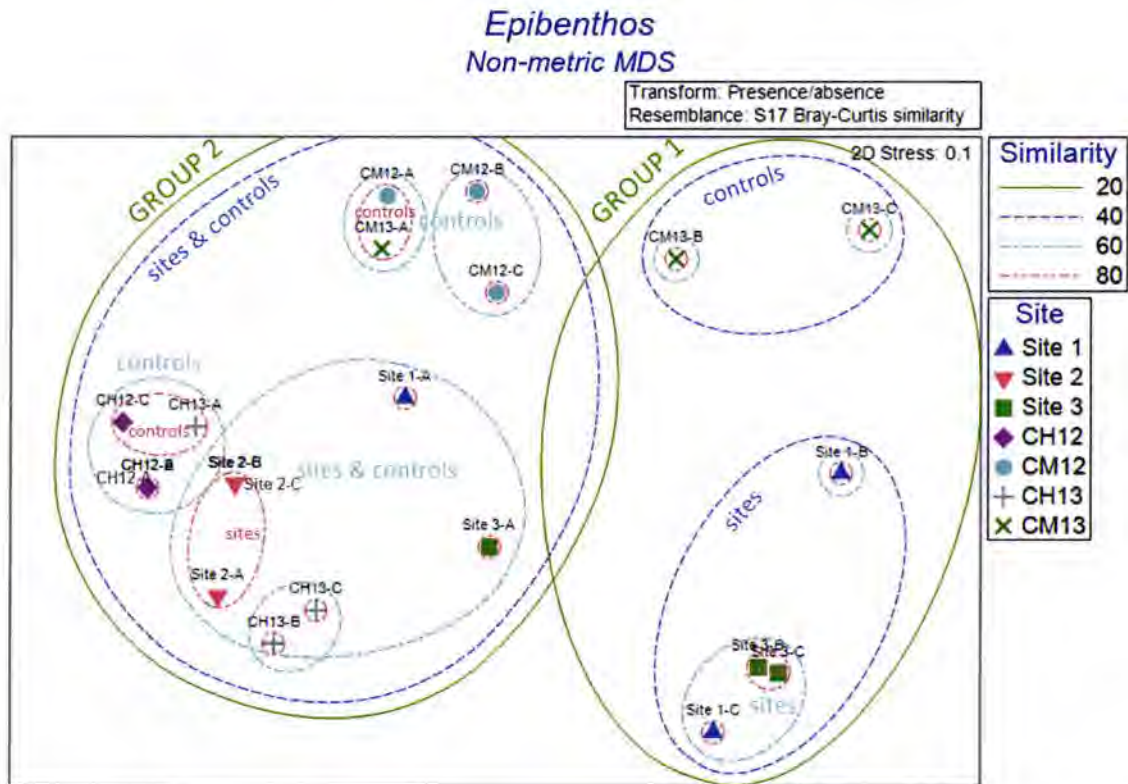 Epibenthos
Non-metric MDS
Transform: Presence/absence
Resemblance: S17 Bray-Curtis similarity
2D Stress: 0.1
GROUP 2
sites & controls
CM12-A
controls
CM13-A
CM12-B
controls
CM12-C
GROUP 1
controls
CM13-B
CM13-C
controls
CH12-C
CH13-A
controls
CH12-A
Site 1-A
sites & controls
Site 2-B
Site 2-C
sites
Site 2-A
Site 3-A
CH13-C
CH13-B
sites
Site 1-B
Site 3-B
Site 3-C
sites
Site 1-C
Similarity
20
40
60
80
Site
Site 1
Site 2
Site 3
CH12
CM12
CH13
CM13